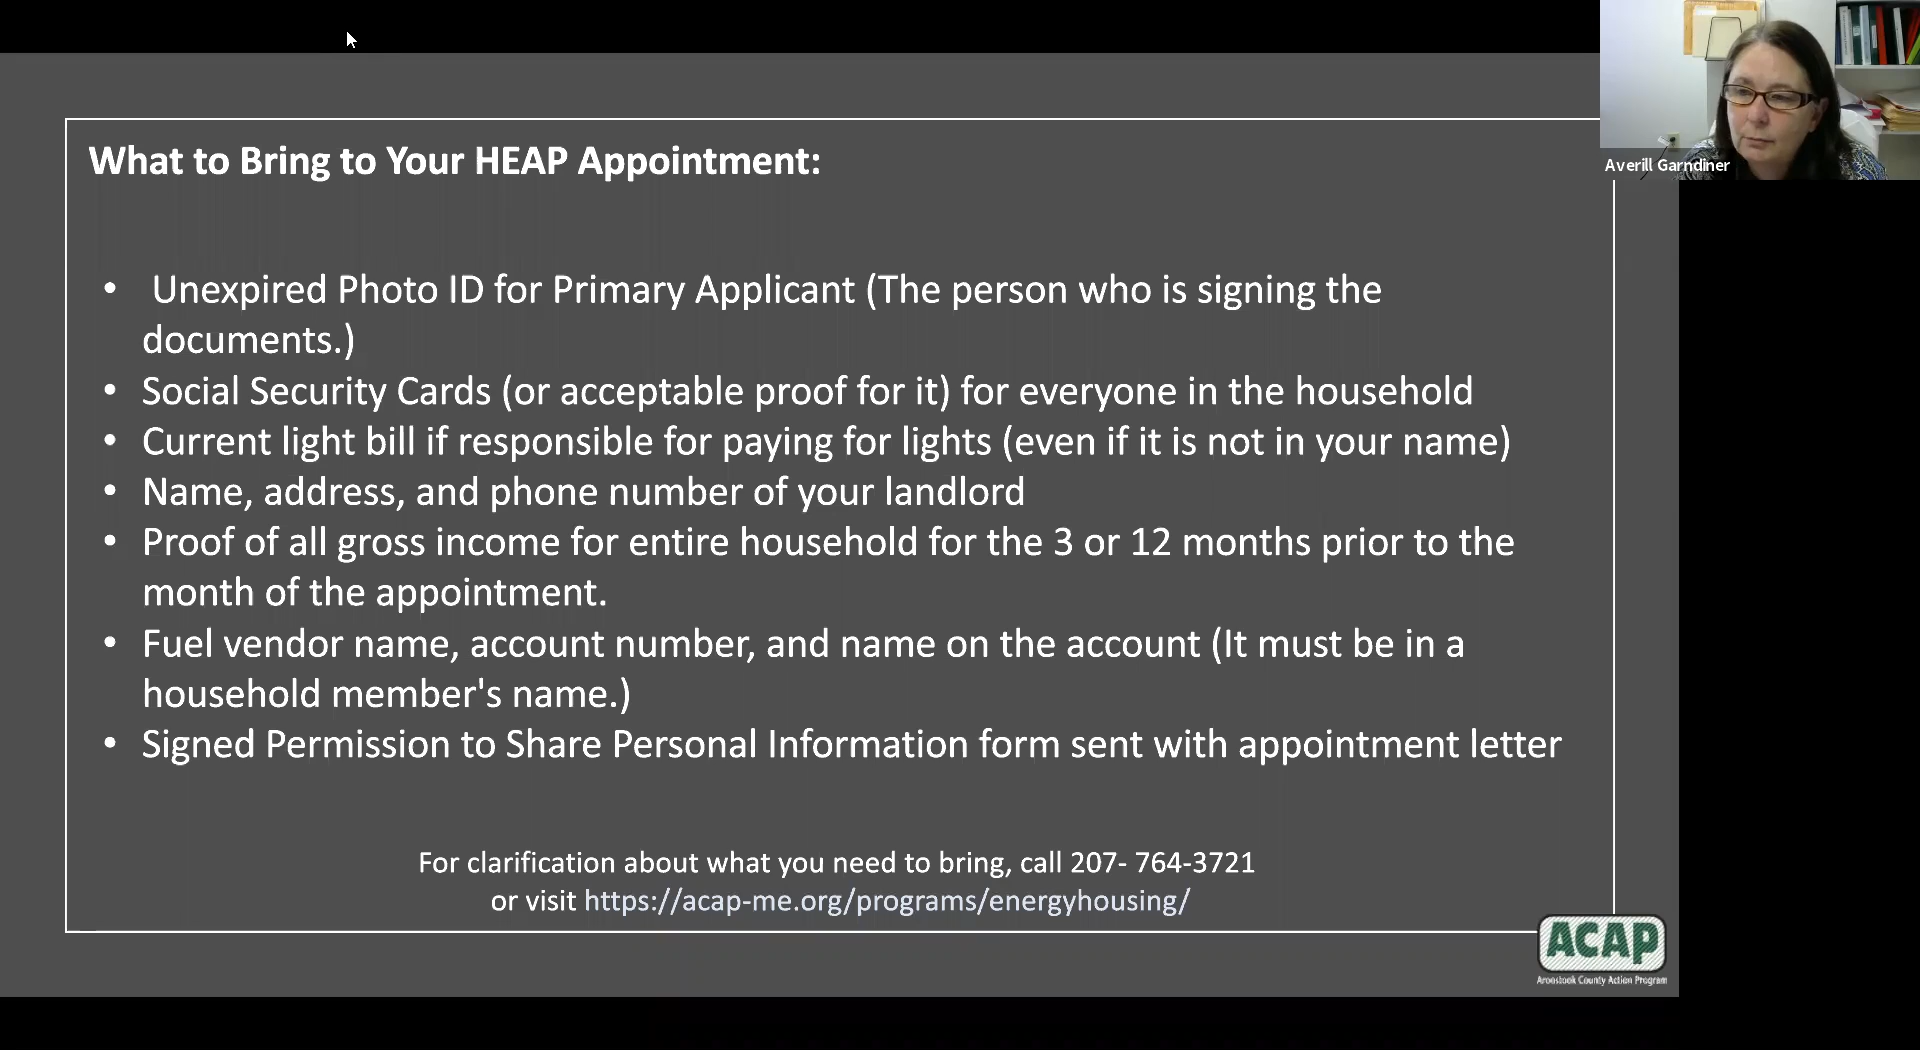 Averill Garndiner
What to Bring to Your HEAP Appointment:
• Unexpired Photo ID for Primary Applicant (The person who is signing the
documents.)
• Social Security Cards (or acceptable proof for it) for everyone in the household
• Current light bill if responsible for paying for lights (even if it is not in your name)
• Name, address, and phone number of your landlord
• Proof of all gross income for entire household for the 3 or 12 months prior to the
month of the appointment.
• Fuel vendor name, account number, and name on the account (It must be in a
household member's name.)
• Signed Permission to Share Personal Information form sent with appointment letter
For clarification about what you need to bring, call 207- 764-3721
or visit https://acap-me.org/programs/energyhousing/
ACAP
Aroostook County Action Program